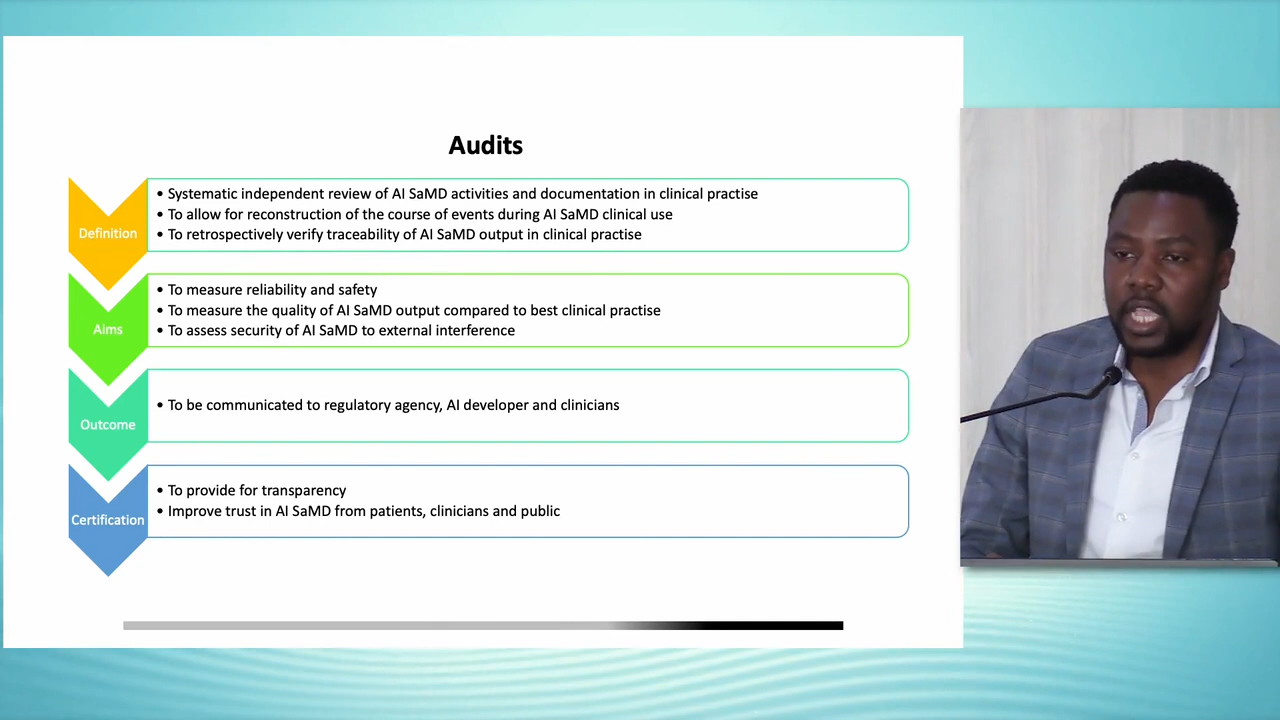 Audits
Definition
• Systematic independent review of AI SaMD activities and documentation in clinical practise
• To allow for reconstruction of the course of events during AI SaMD clinical use
• To retrospectively verify traceability of AI SaMD output in clinical practise
Aims
• To measure reliability and safety
• To measure the quality of AI SaMD output compared to best clinical practise
• To assess security of AI SaMD to external interference
Outcome
• To be communicated to regulatory agency, AI developer and clinicians
Certification
• To provide for transparency
• Improve trust in AI SaMD from patients, clinicians and public